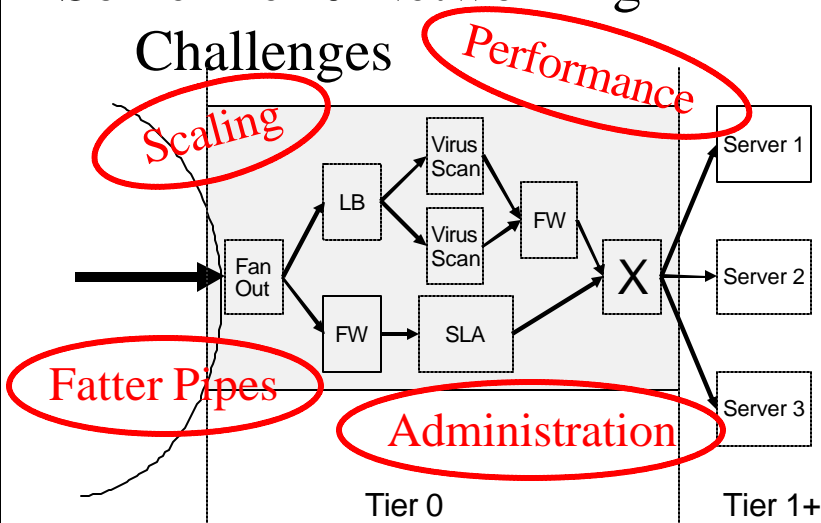 Challenges
Performance
Scaling
Server 1
Virus
Scan
LB
FW
Virus
Scan
Fan
Out
X
Server 2
FW
SLA
Fatter Pipes
Administration
Server 3
Tier 0
Tier 1+